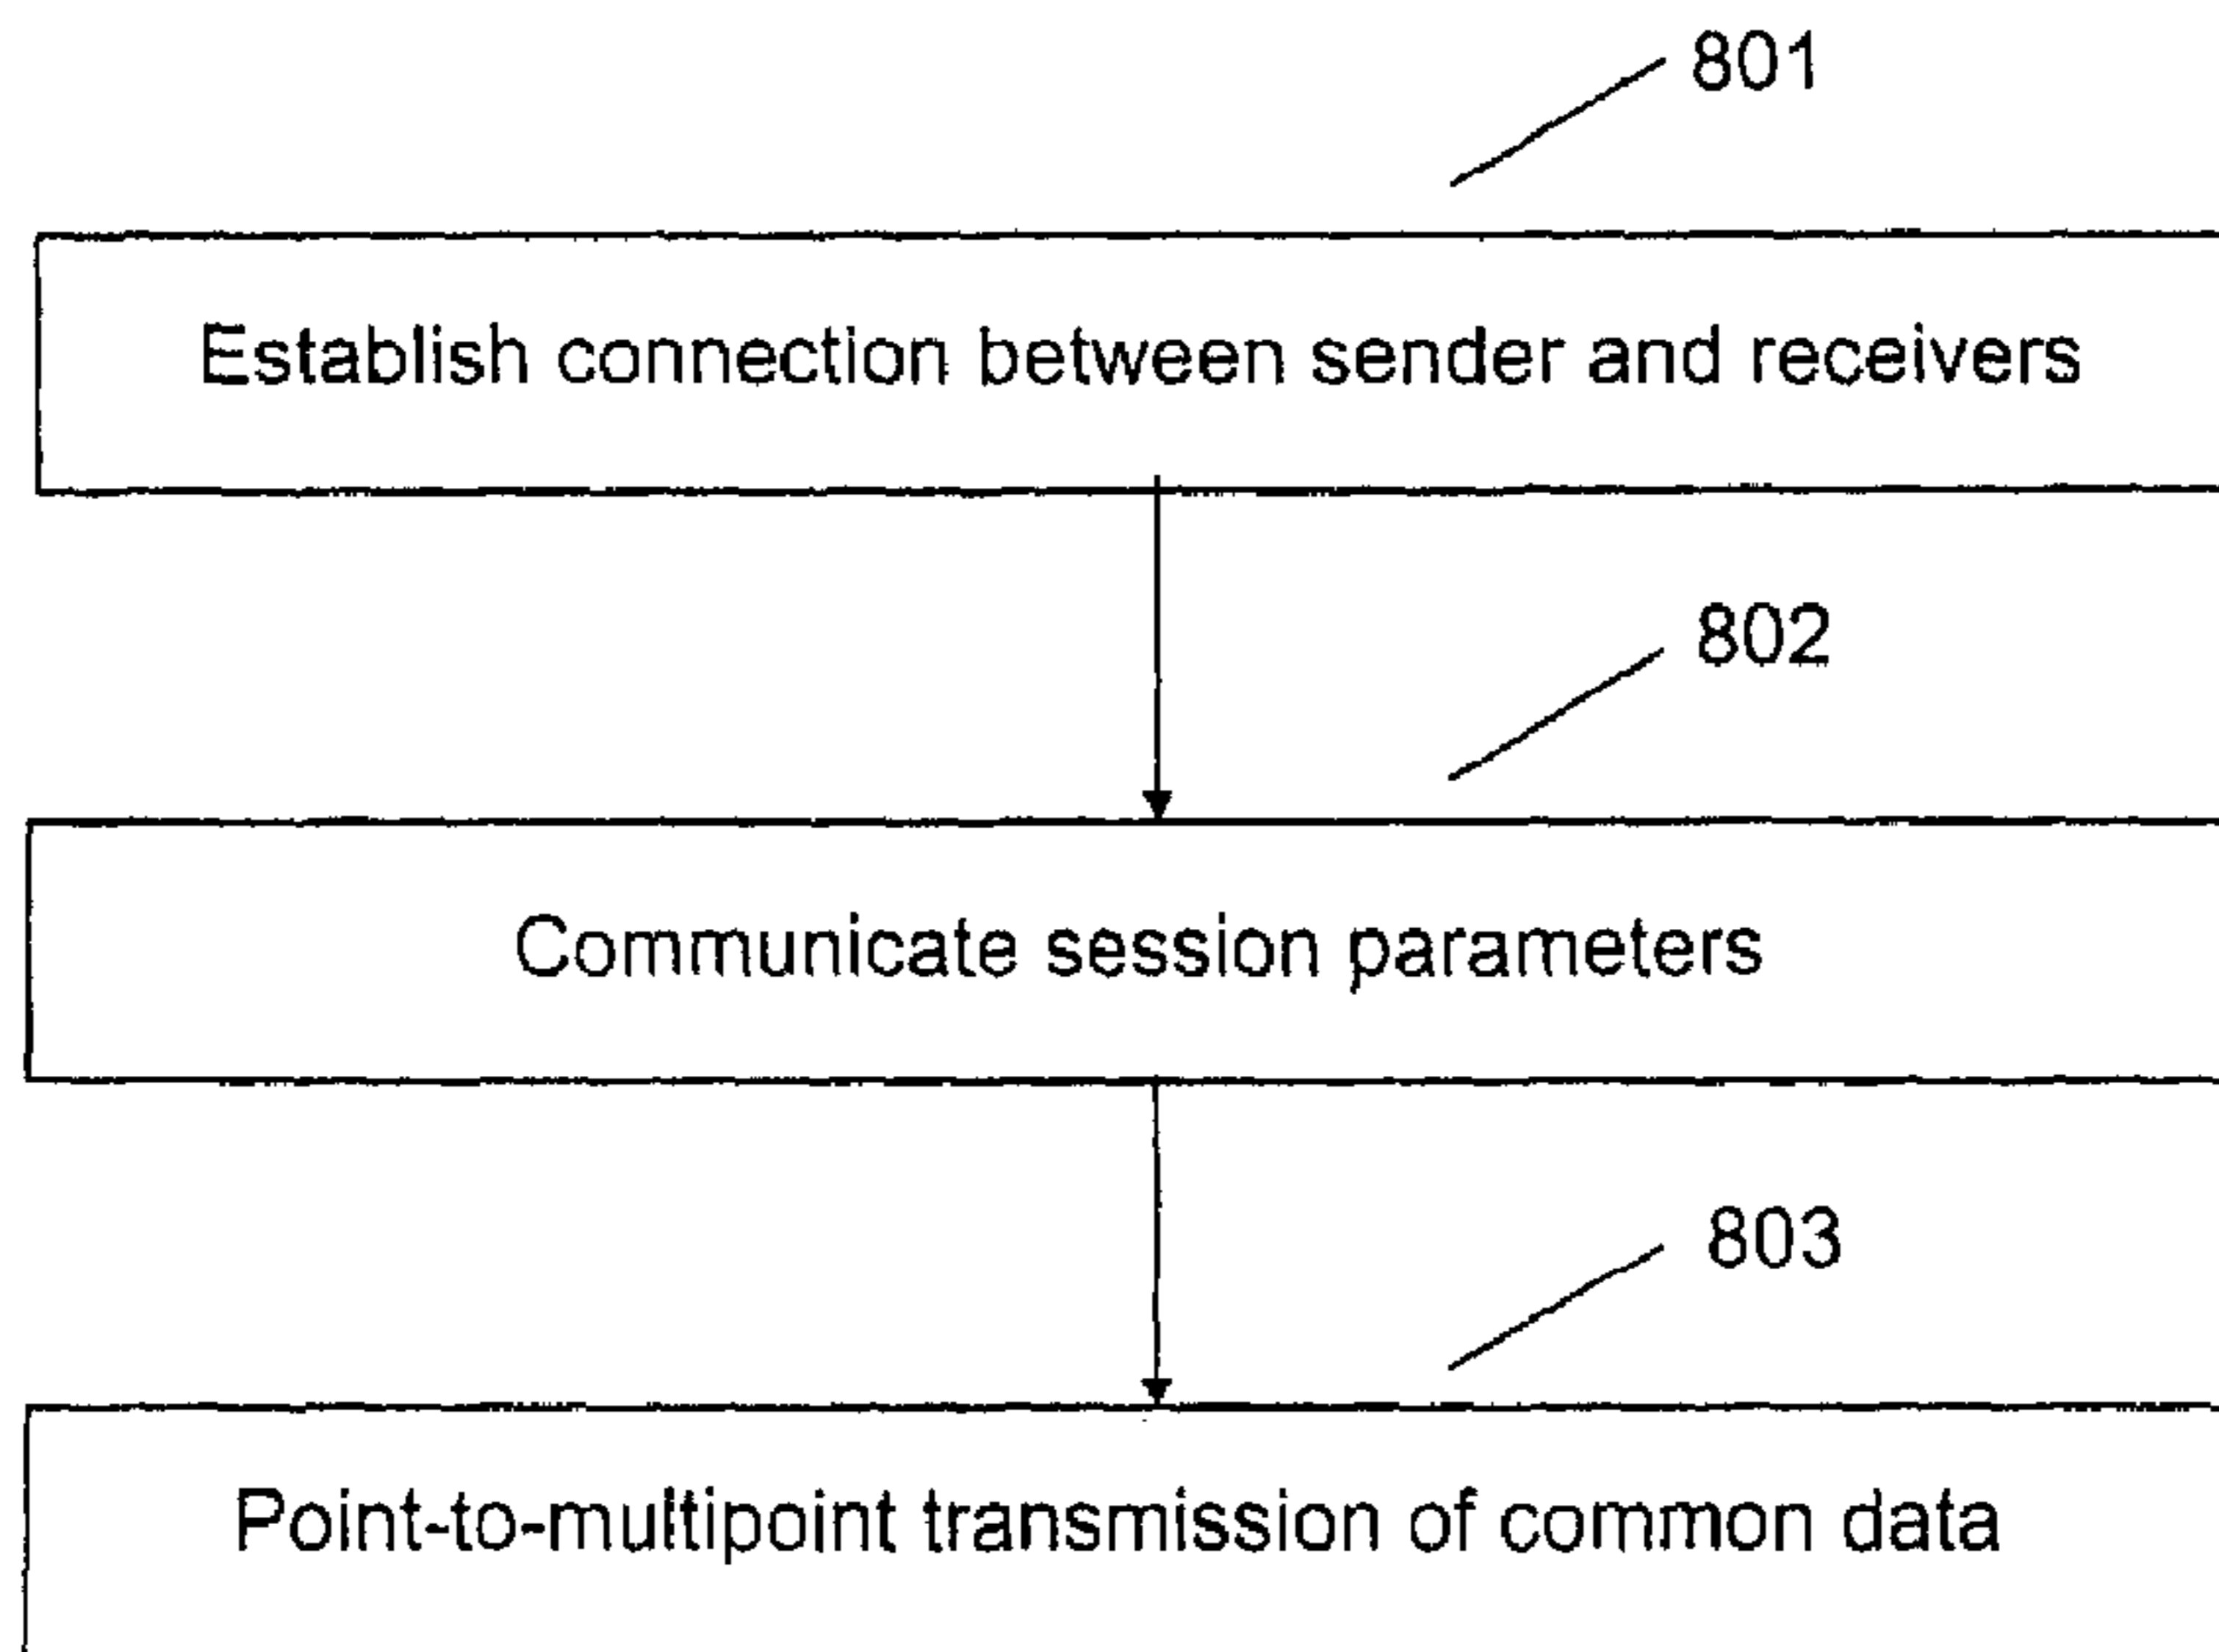 801
Establish connection between sender and receivers
802
Communicate session parameters
803
Point-to-multipoint transmission of common data